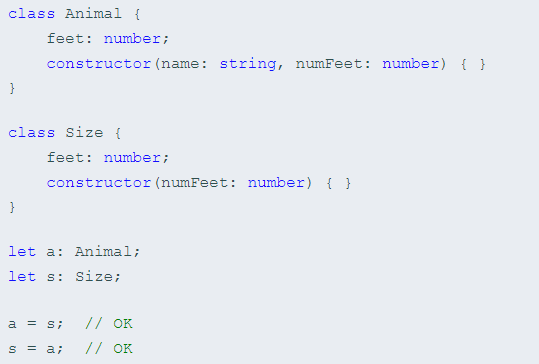 class Animal {
    feet: number;
    constructor(name: string, numFeet: number) { }
}

class Size {
    feet: number;
    constructor(numFeet: number) { }
}

let a: Animal;
let s: Size;

a = s;  // OK
s = a;  // OK